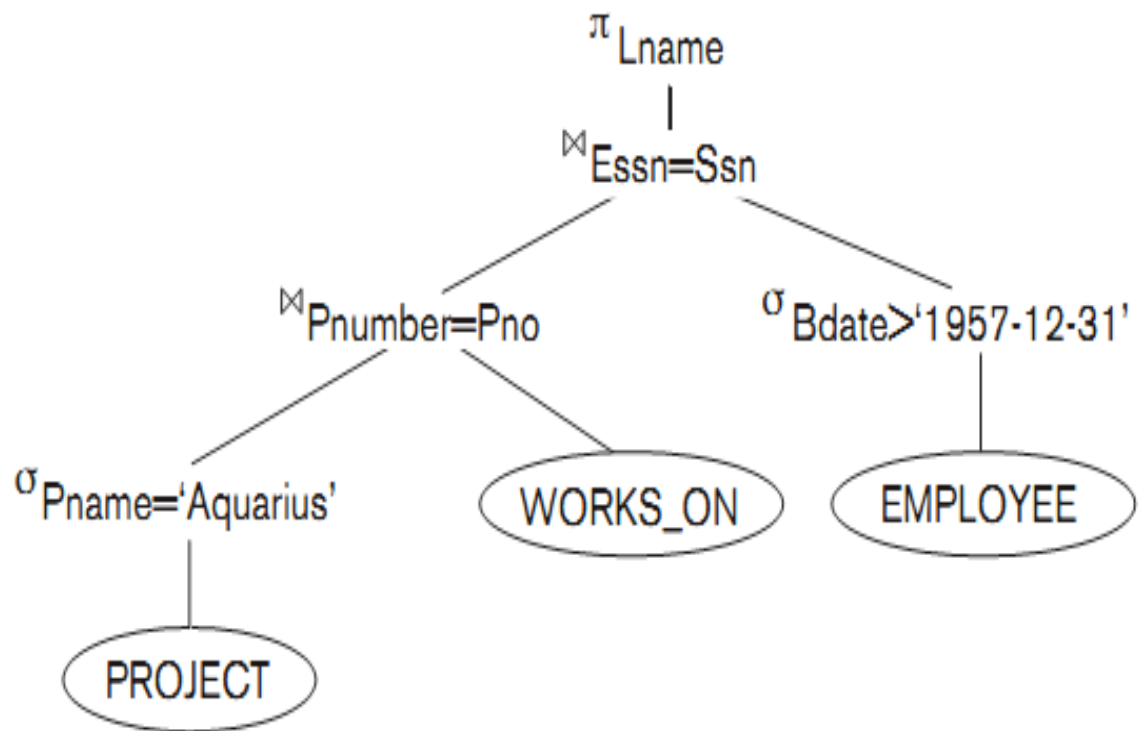 π Lname
⋈ Essn=Ssn
⋈ Pnumber=Pno
σ Bdate>‘1957-12-31’
σ Pname=‘Aquarius’
WORKS_ON
EMPLOYEE
PROJECT